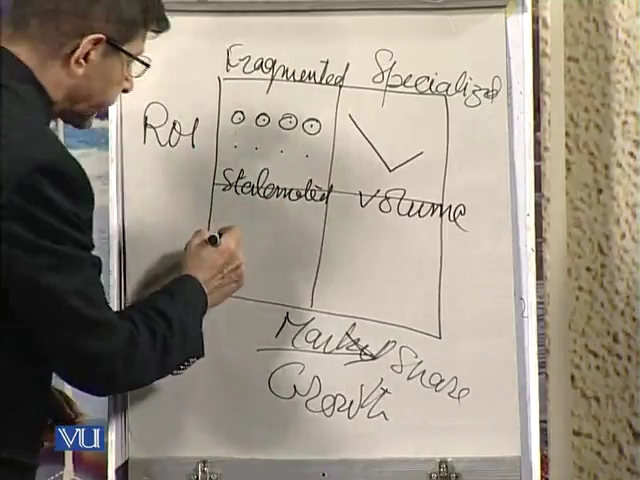 Fragmented Specialized
ROI
Stalemated Volume
Market Share
Growth
VU